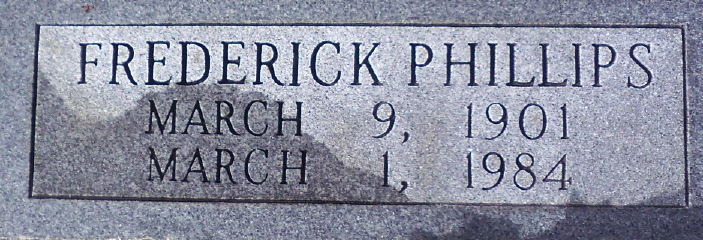 FREDERICK PHILLIPS
MARCH 9, 1901
MARCH 1, 1984